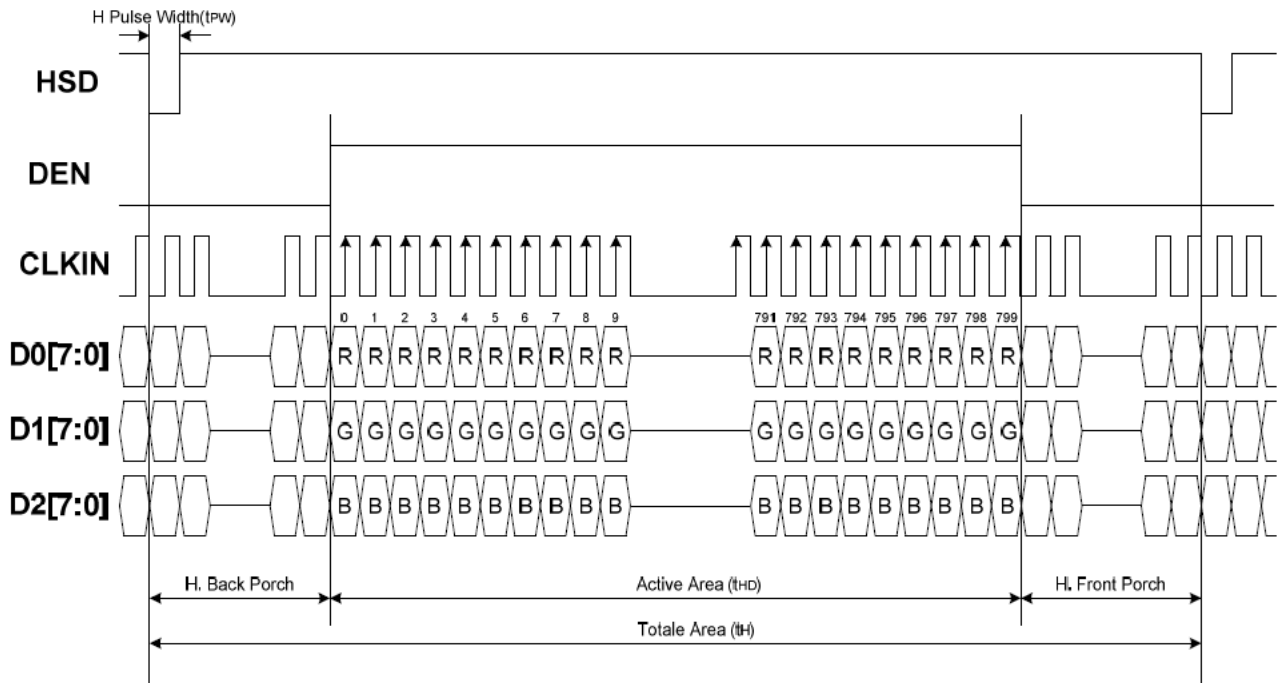 H Pulse Width(tPW)
HSD
DEN
CLKIN
0 1 2 3 4 5 6 7 8 9 791 792 793 794 795 796 797 798 799
D0[7:0] R R R R R R R R R R R R R R R R R R R
D1[7:0] G G G G G G G G G G G G G G G G G G G
D2[7:0] B B B B B B B B B B B B B B B B B B B
H. Back Porch Active Area (tHD) H. Front Porch
Totale Area (tH)